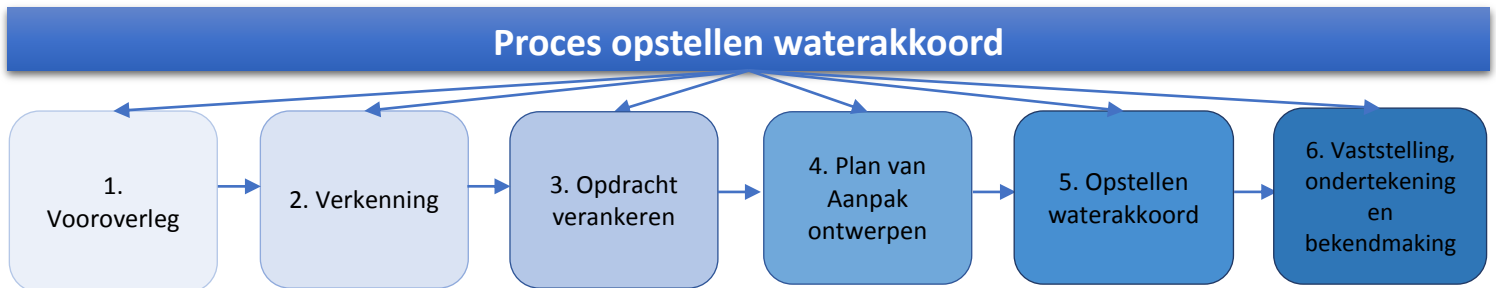 Proces opstellen waterakkoord
1.
Vooroverleg
2. Verkenning
3. Opdracht
verankeren
4. Plan van
Aanpak
ontwerpen
5. Opstellen
waterakkoord
6. Vaststelling,
ondertekening
en
bekendmaking